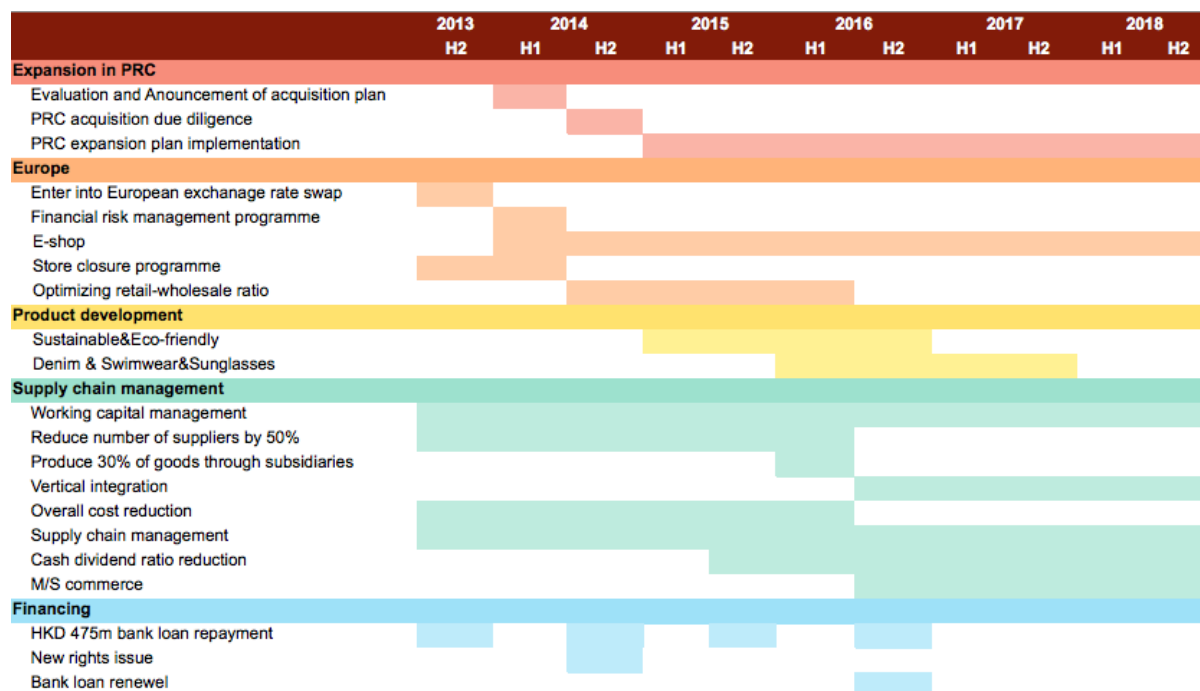 2013 2014 2015 2016 2017 2018
H2 H1 H2 H1 H2 H1 H2 H1 H2 H1 H2
Expansion in PRC
Evaluation and Anouncement of acquisition plan
PRC acquisition due diligence
PRC expansion plan implementation
Europe
Enter into European exchanage rate swap
Financial risk management programme
E-shop
Store closure programme
Optimizing retail-wholesale ratio
Product development
Sustainable&Eco-friendly
Denim & Swimwear&Sunglasses
Supply chain management
Working capital management
Reduce number of suppliers by 50%
Produce 30% of goods through subsidiaries
Vertical integration
Overall cost reduction
Supply chain management
Cash dividend ratio reduction
M/S commerce
Financing
HKD 475m bank loan repayment
New rights issue
Bank loan renewel